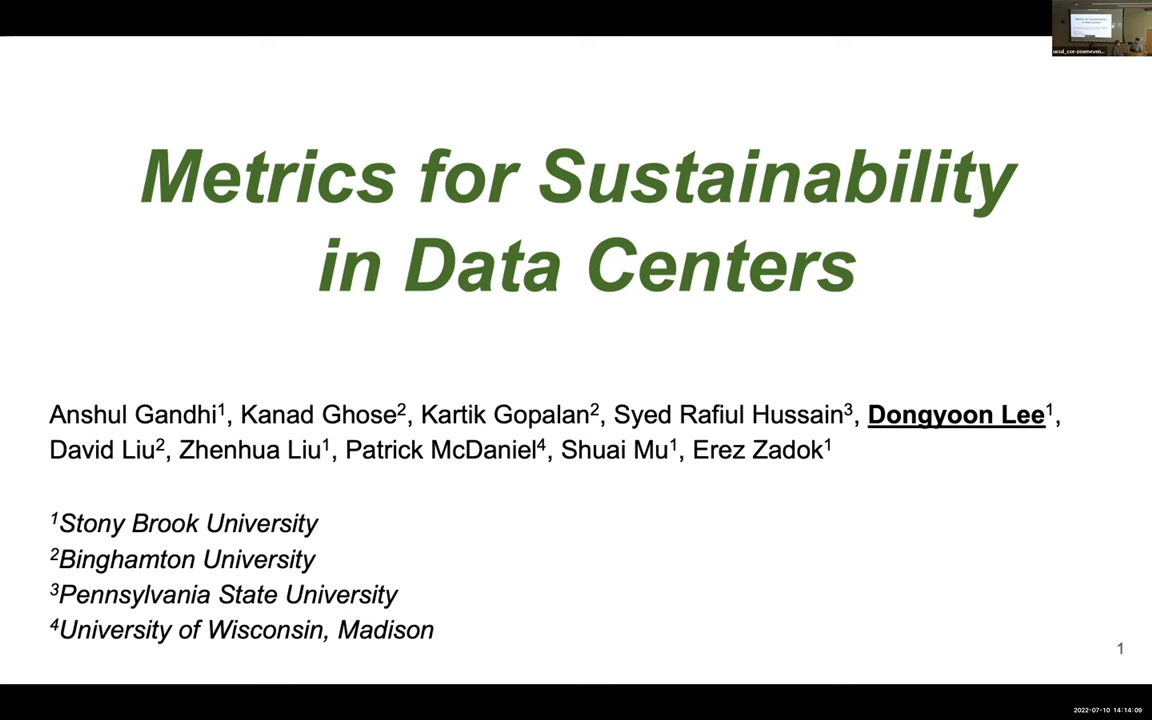 ucsd_cse-zoomeven...
Metrics for Sustainability
in Data Centers
Anshul Gandhi¹, Kanad Ghose², Kartik Gopalan², Syed Rafiul Hussain³, Dongyoon Lee¹,
David Liu², Zhenhua Liu¹, Patrick McDaniel⁴, Shuai Mu¹, Erez Zadok¹
¹Stony Brook University
²Binghamton University
³Pennsylvania State University
⁴University of Wisconsin, Madison
1
2022-07-10 14:14:09